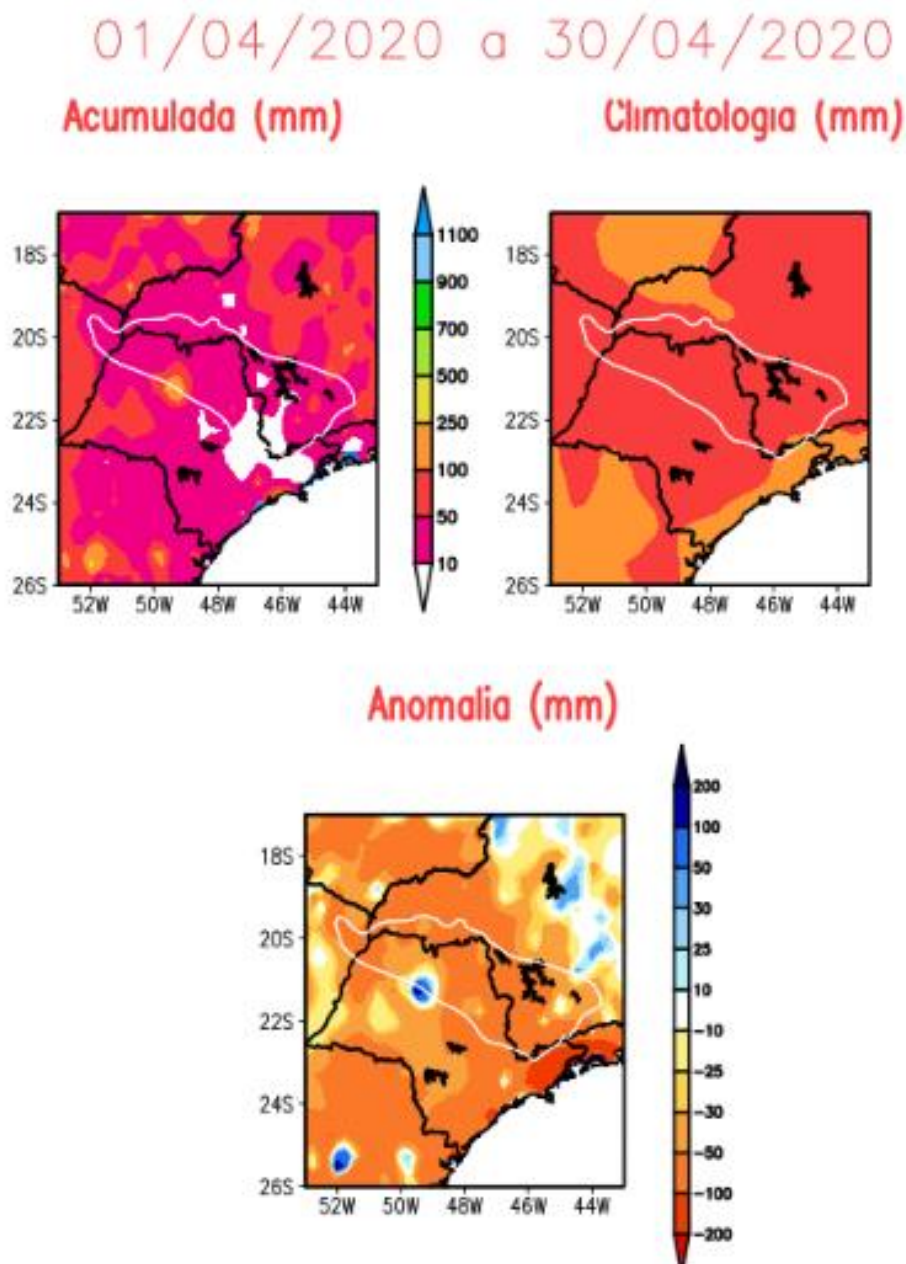 01/04/2020 a 30/04/2020
Acumulada (mm)
Climatologia (mm)
18S
20S
22S
24S
26S
52W 50W 48W 46W 44W
1100
900
700
500
250
100
50
10
18S
20S
22S
24S
26S
52W 50W 48W 46W 44W
Anomalia (mm)
18S
20S
22S
24S
26S
52W 50W 48W 46W 44W
200
100
50
30
25
10
-10
-25
-30
-50
-100
-200